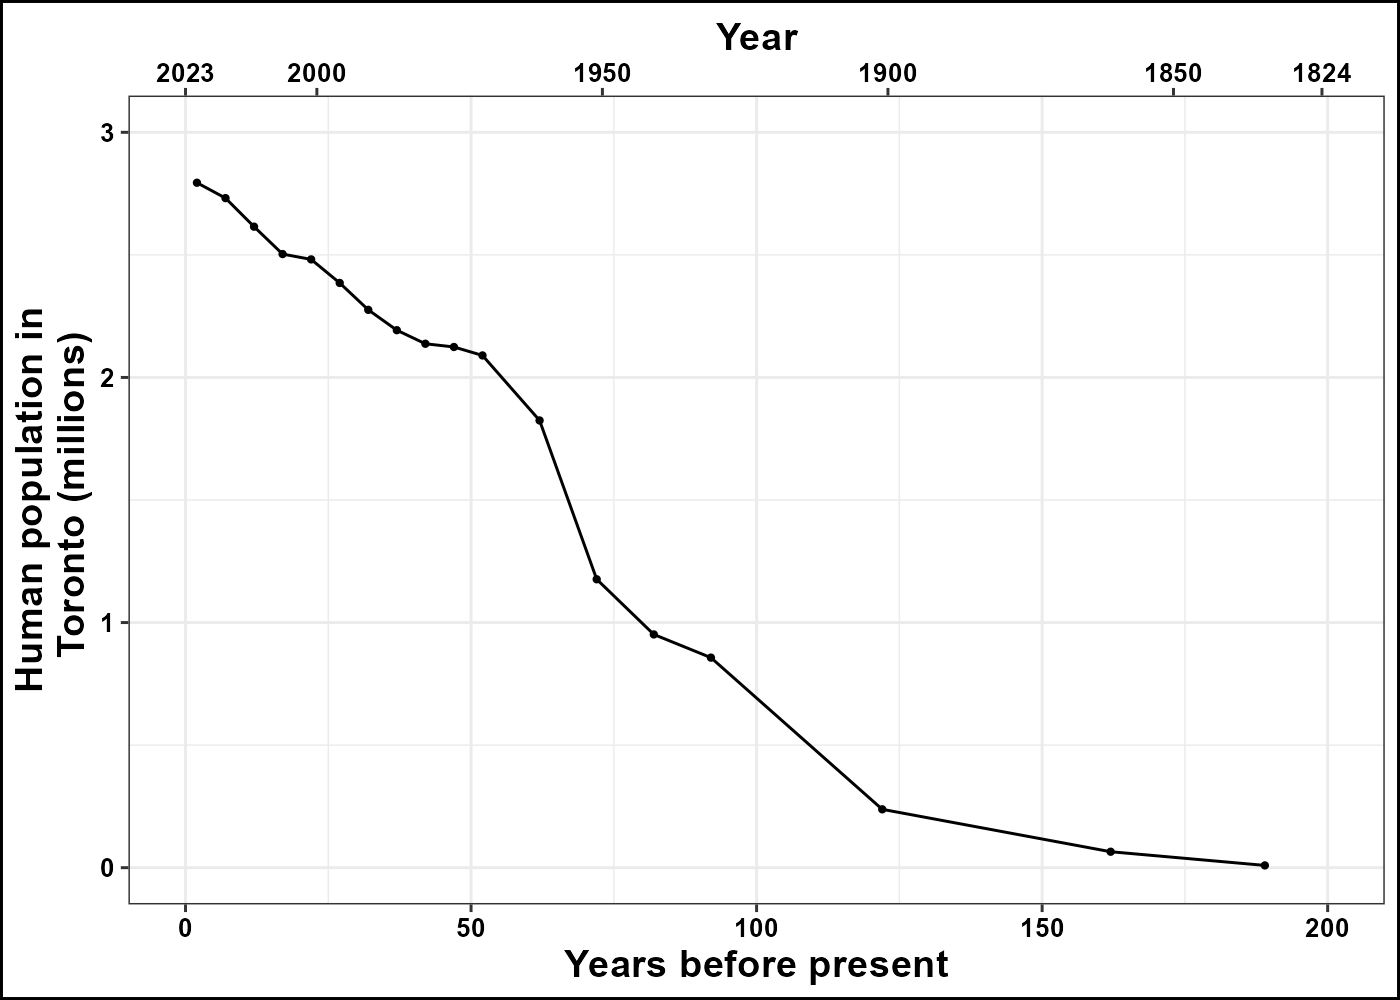 Year
2023 2000 1950 1900 1850 1824
3
2
1
0
Human population in
Toronto (millions)
0 50 100 150 200
Years before present